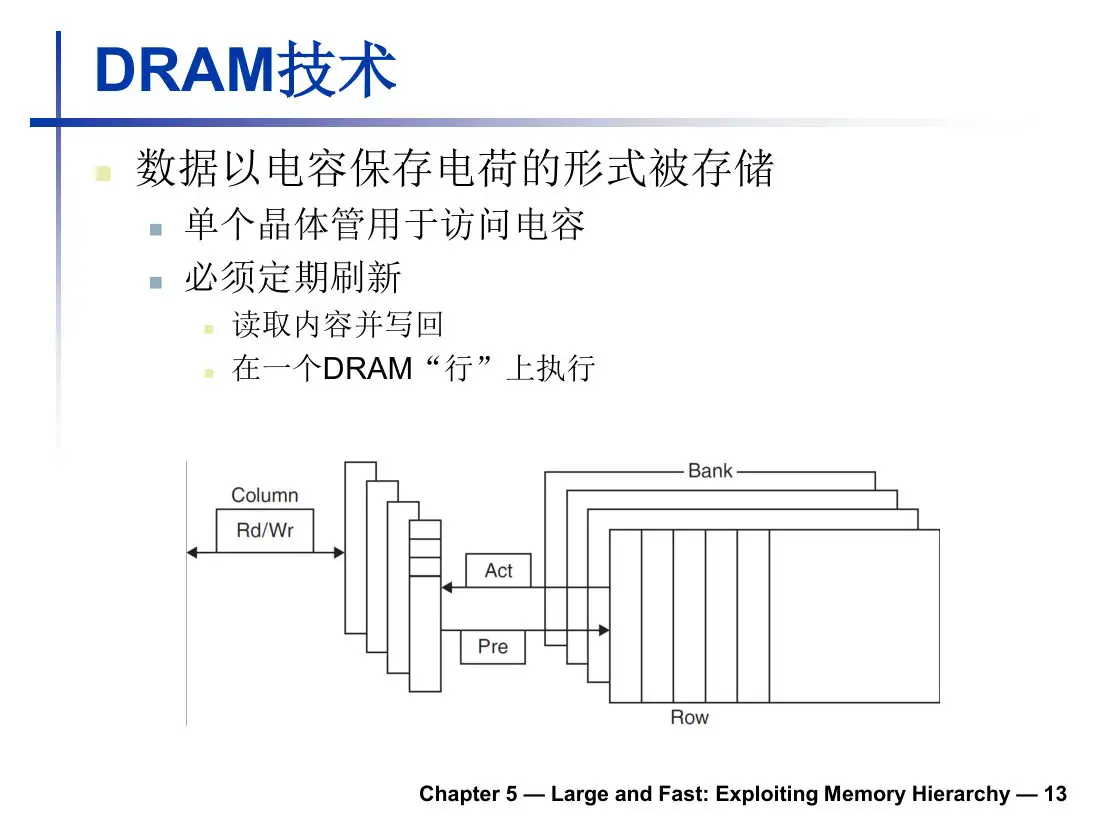 DRAM技术
数据以电容保存电荷的形式被存储
单个晶体管用于访问电容
必须定期刷新
读取内容并写回
在一个DRAM“行”上执行
Bank
Column
Rd/Wr
Act
Pre
Row
Chapter 5 — Large and Fast: Exploiting Memory Hierarchy — 13